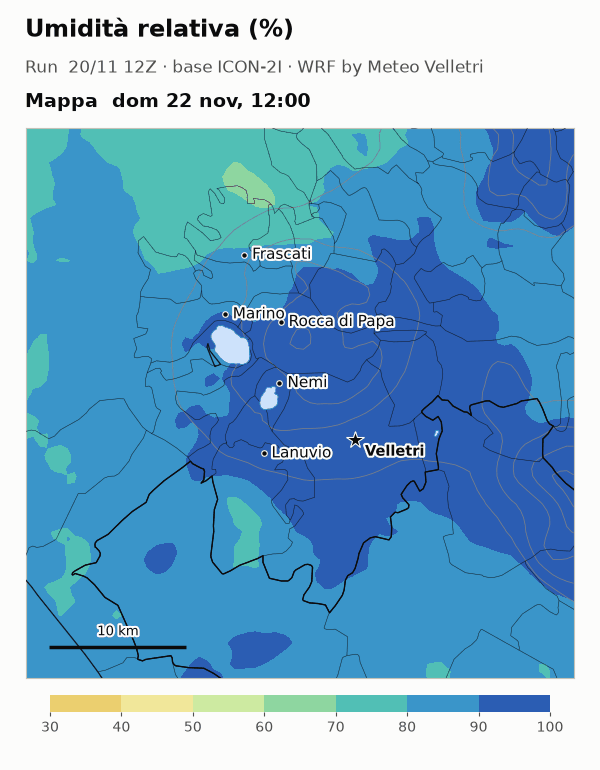 Umidità relativa (%)
Run 20/11 12Z · base ICON-2I · WRF by Meteo Velletri
Mappa dom 22 nov, 12:00
Frascati
Marino
Rocca di Papa
Nemi
Velletri
Lanuvio
10 km
30 40 50 60 70 80 90 100